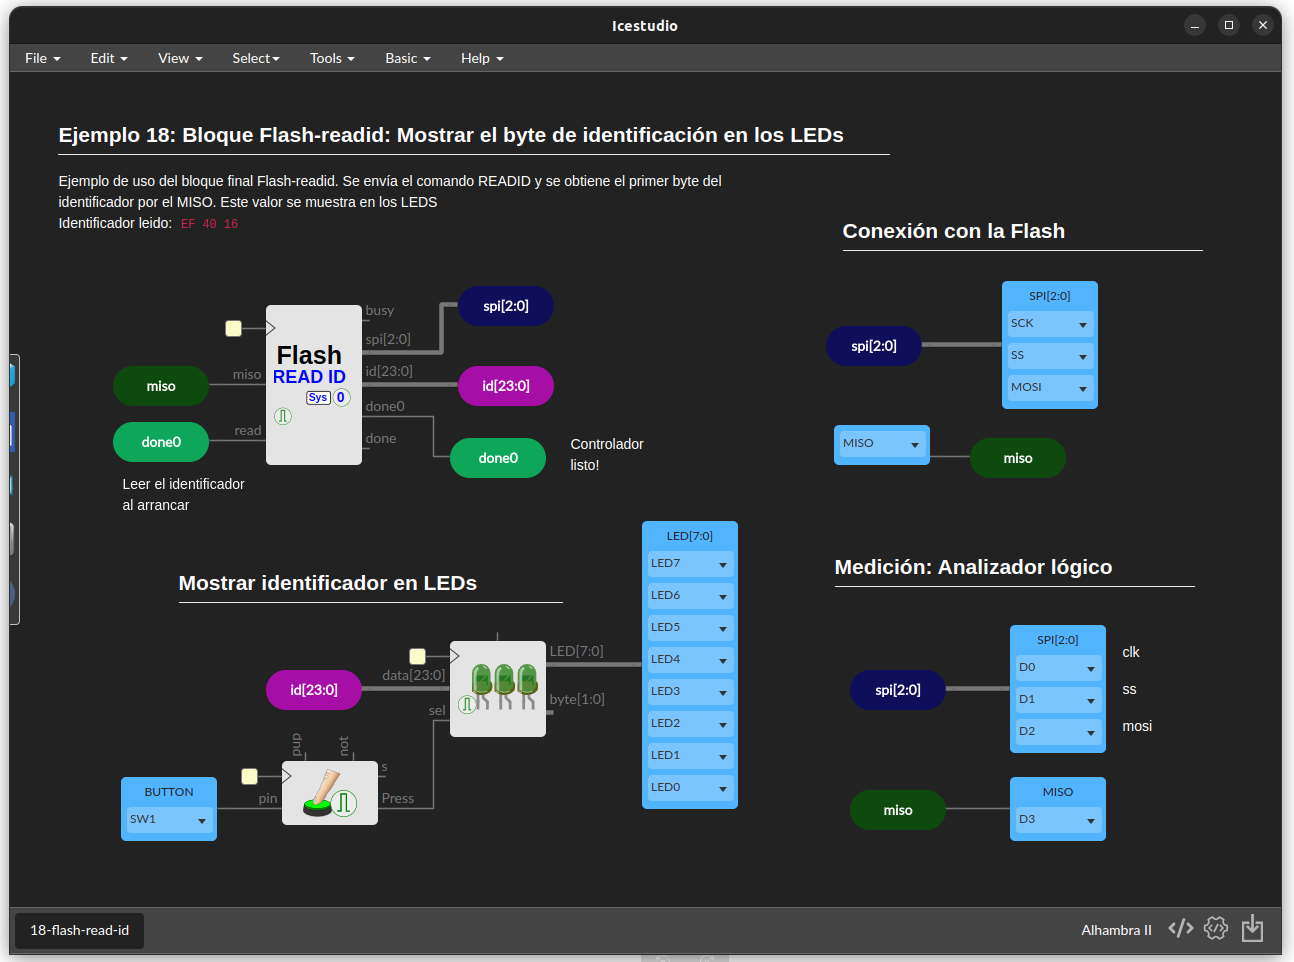 Icestudio
File Edit View Select Tools Basic Help
Ejemplo 18: Bloque Flash-readid: Mostrar el byte de identificación en los LEDs
Ejemplo de uso del bloque final Flash-readid. Se envía el comando READID y se obtiene el primer byte del
identificador por el MISO. Este valor se muestra en los LEDS
Identificador leido: EF 40 16
Conexión con la Flash
busy
spi[2:0]
id[23:0]
done0
done
miso
read
Flash
READ ID
Sys 0
miso
done0
spi[2:0]
id[23:0]
done0
Controlador
listo!
Leer el identificador
al arrancar
spi[2:0]
SPI[2:0]
SCK
SS
MOSI
MISO
miso
Mostrar identificador en LEDs
id[23:0]
data[23:0]
sel
LED[7:0]
byte[1:0]
LED[7:0]
LED7
LED6
LED5
LED4
LED3
LED2
LED1
LED0
BUTTON
SW1
pin
pup
not
s
Press
Medición: Analizador lógico
spi[2:0]
SPI[2:0]
D0
D1
D2
clk
ss
mosi
miso
MISO
D3
18-flash-read-id
Alhambra II